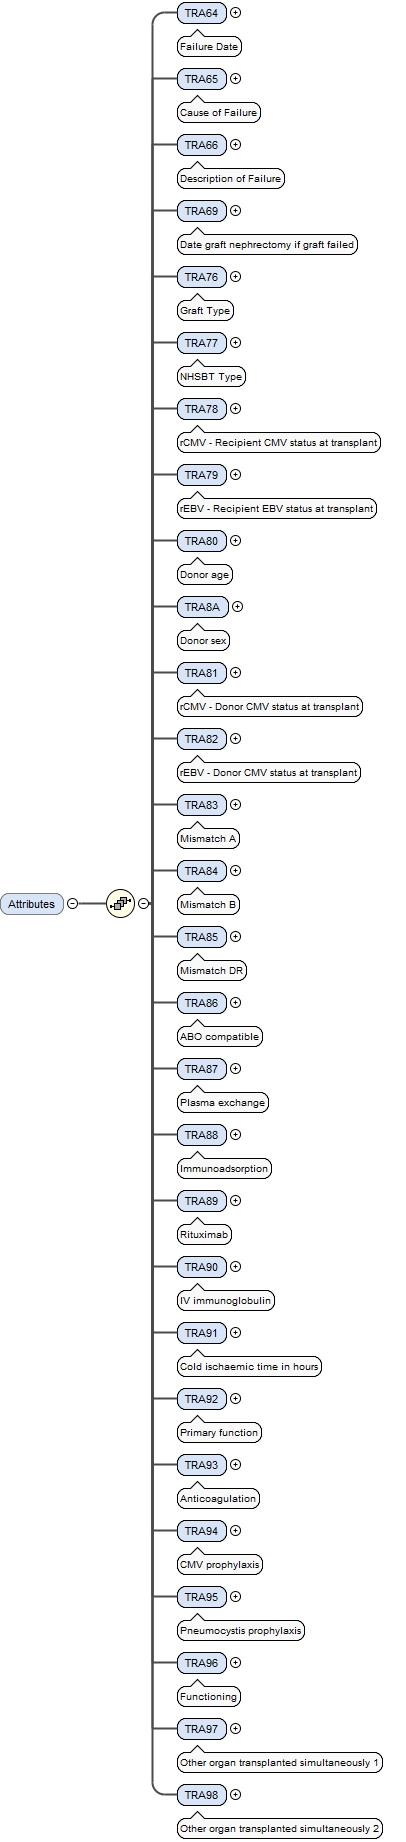 TRA64
Failure Date
TRA65
Cause of Failure
TRA66
Description of Failure
TRA69
Date graft nephrectomy if graft failed
TRA76
Graft Type
TRA77
NHSBT Type
TRA78
rCMV - Recipient CMV status at transplant
TRA79
rEBV - Recipient EBV status at transplant
TRA80
Donor age
TRA8A
Donor sex
TRA81
rCMV - Donor CMV status at transplant
TRA82
rEBV - Donor CMV status at transplant
TRA83
Mismatch A
TRA84
Mismatch B
Attributes
TRA85
Mismatch DR
TRA86
ABO compatible
TRA87
Plasma exchange
TRA88
Immunoadsorption
TRA89
Rituximab
TRA90
IV immunoglobulin
TRA91
Cold ischaemic time in hours
TRA92
Primary function
TRA93
Anticoagulation
TRA94
CMV prophylaxis
TRA95
Pneumocystis prophylaxis
TRA96
Functioning
TRA97
Other organ transplanted simultaneously 1
TRA98
Other organ transplanted simultaneously 2